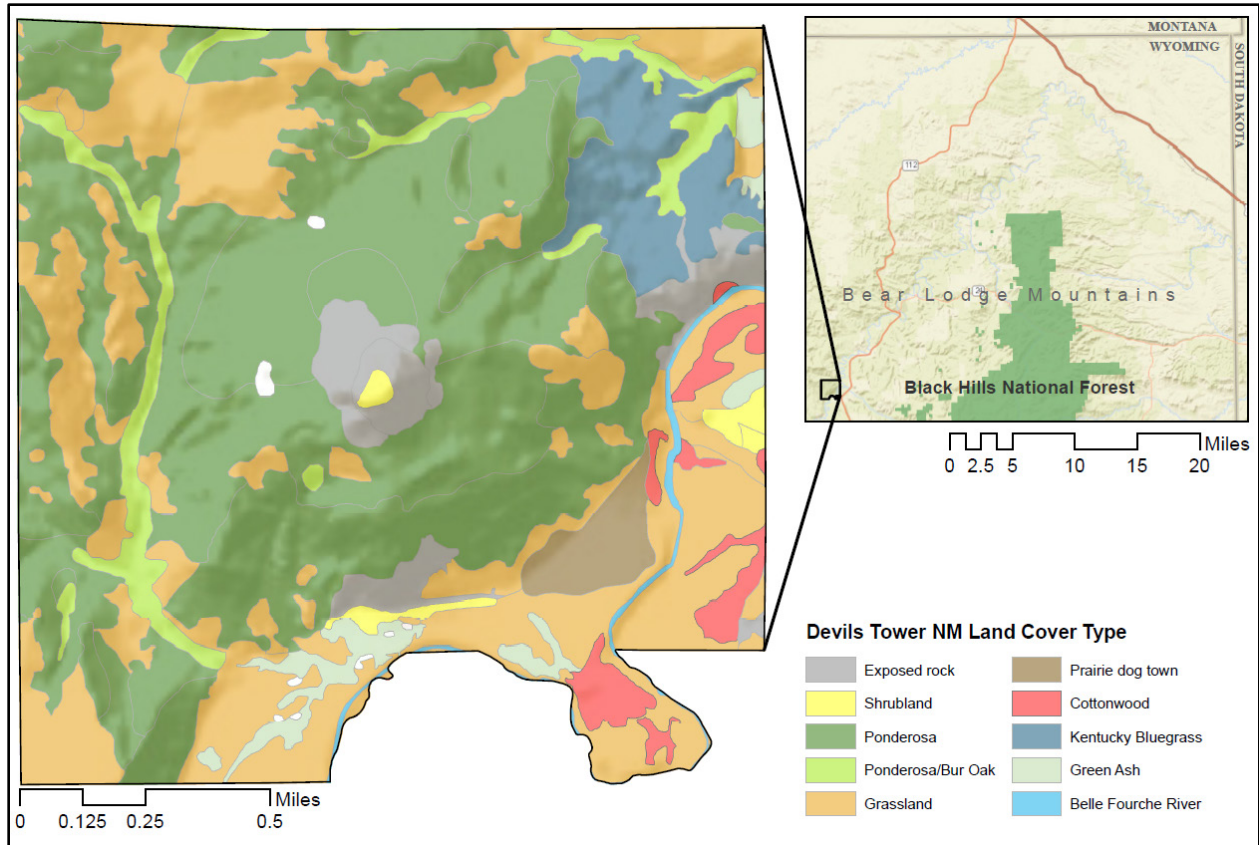 MONTANA
WYOMING
SOUTH DAKOTA
112
24
Bear Lodge Mountains
Black Hills National Forest
Miles
0 2.5 5 10 15 20
Devils Tower NM Land Cover Type
Exposed rock
Prairie dog town
Shrubland
Cottonwood
Ponderosa
Kentucky Bluegrass
Ponderosa/Bur Oak
Green Ash
Grassland
Belle Fourche River
Miles
0 0.125 0.25 0.5